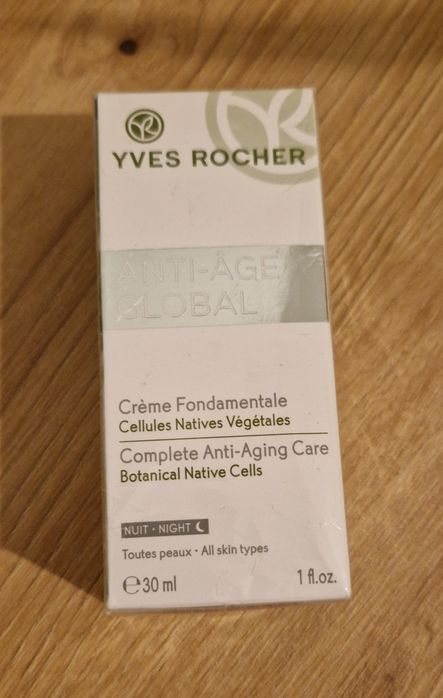 YVES ROCHER
ANTI-ÂGE
GLOBAL
Crème Fondamentale
Cellules Natives Végétales
Complete Anti-Aging Care
Botanical Native Cells
NUIT • NIGHT
Toutes peaux • All skin types
℮30 ml 1 fl.oz.